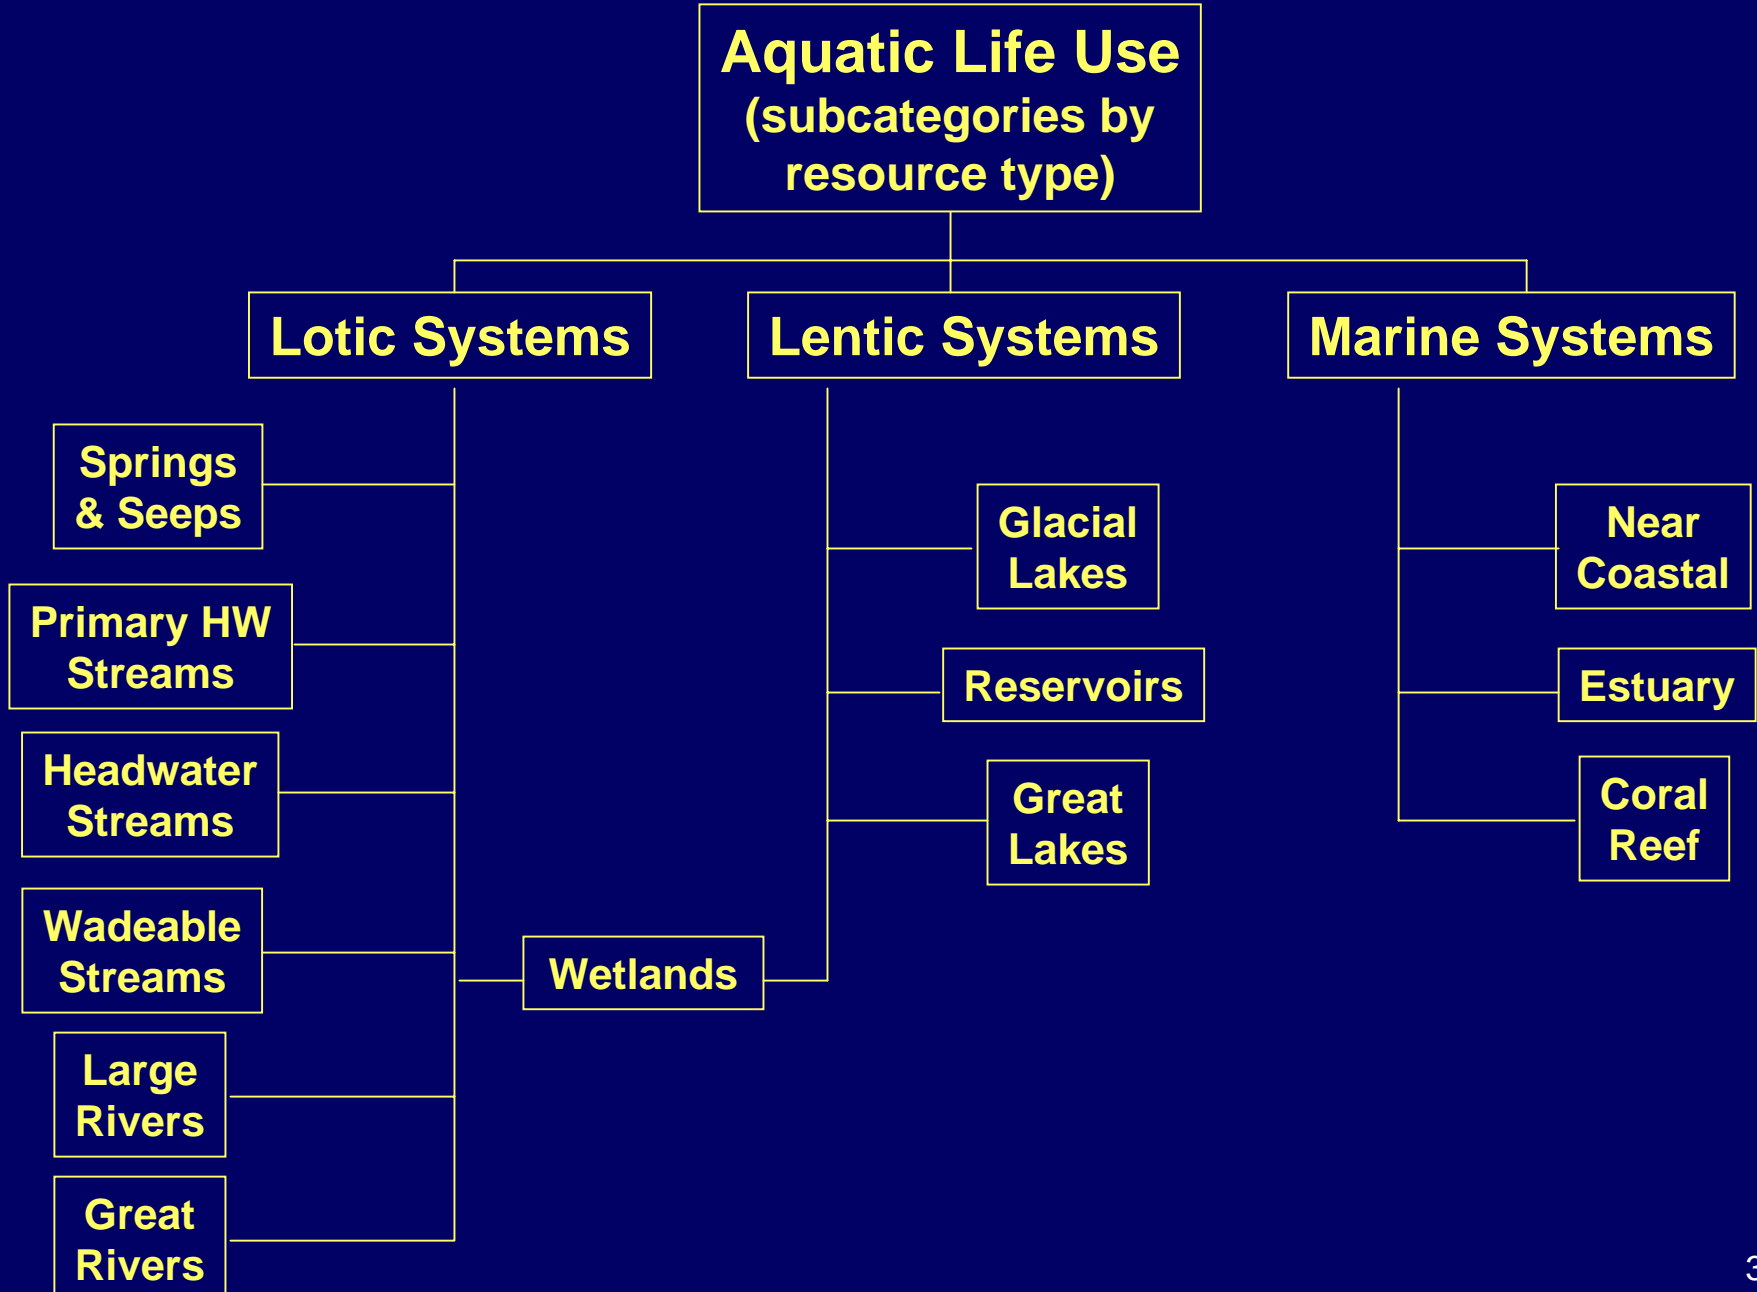 Aquatic Life Use
(subcategories by
resource type)
Lotic Systems
Lentic Systems
Marine Systems
Springs
& Seeps
Primary HW
Streams
Headwater
Streams
Wadeable
Streams
Large
Rivers
Great
Rivers
Wetlands
Glacial
Lakes
Reservoirs
Great
Lakes
Near
Coastal
Estuary
Coral
Reef